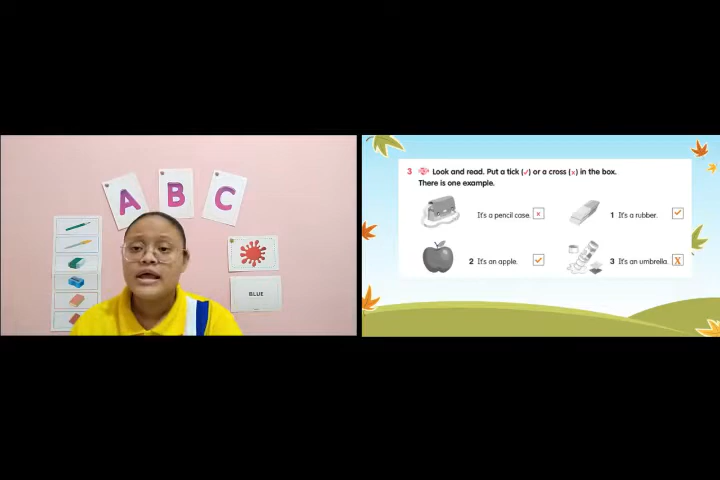 A
B
C
BLUE
3 Look and read. Put a tick (✓) or a cross (x) in the box.
There is one example.
It's a pencil case. x
1 It's a rubber. ✓
2 It's an apple. ✓
3 It's an umbrella. X